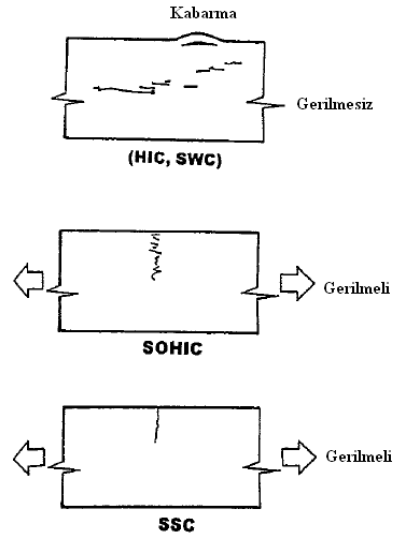 Kabarma
Gerilmesiz
(HIC, SWC)
Gerilmeli
SOHIC
Gerilmeli
SSC